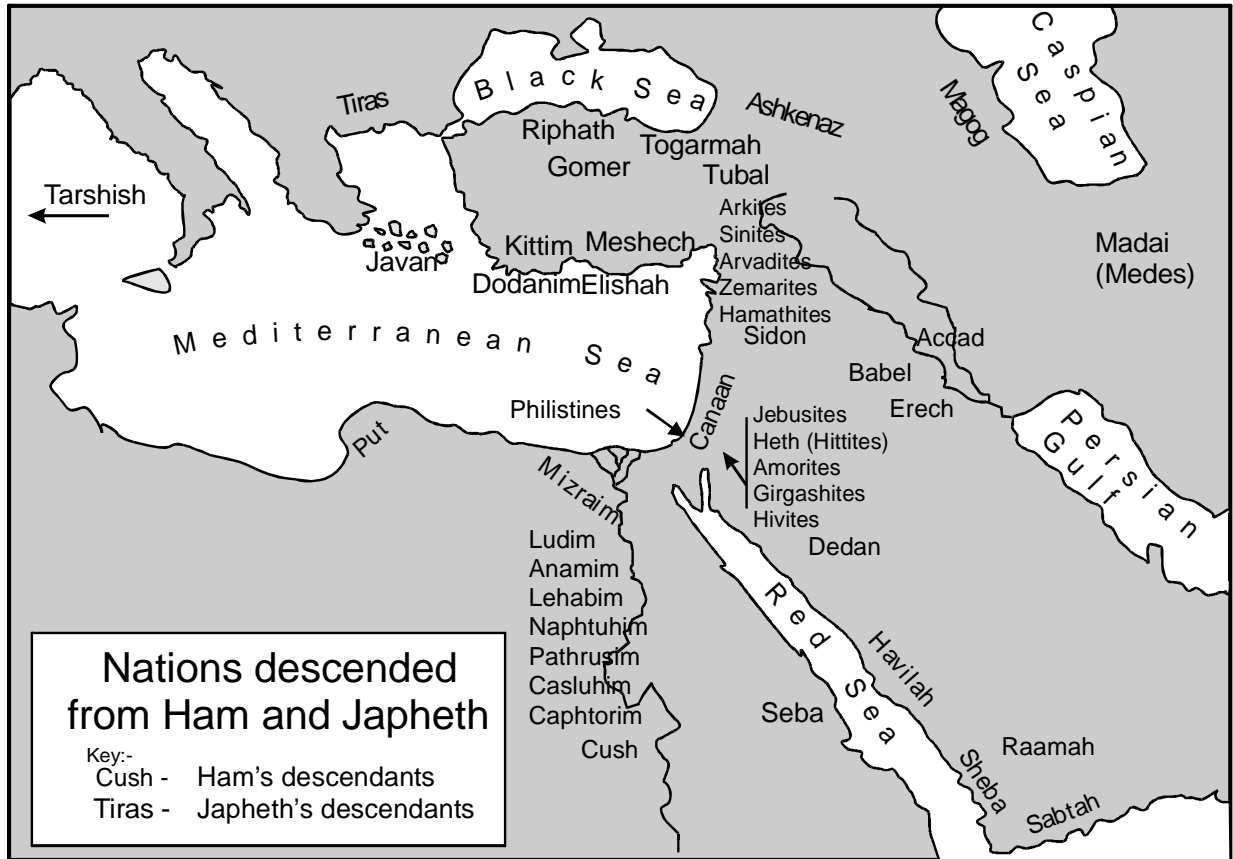 Black Sea
Caspian
Sea
Tiras
Ashkenaz
Magog
Riphath
Togarmah
Gomer
Tubal
Tarshish
Arkites
Sinites
Arvadites
Zemarites
Hamathites
Kittim
Meshech
Javan
Dodanim
Elishah
Madai
(Medes)
Mediterranean Sea
Sidon
Accad
Babel
Erech
Philistines
Canaan
Jebusites
Heth (Hittites)
Amorites
Girgashites
Hivites
Persian
Gulf
Put
Mizraim
Dedan
Ludim
Anamim
Lehabim
Naphtuhim
Pathrusim
Casluhim
Caphtorim
Cush
Red Sea
Havilah
Seba
Sheba
Raamah
Sabtah
Nations descended
from Ham and Japheth
Key:-
Cush - Ham's descendants
Tiras - Japheth's descendants